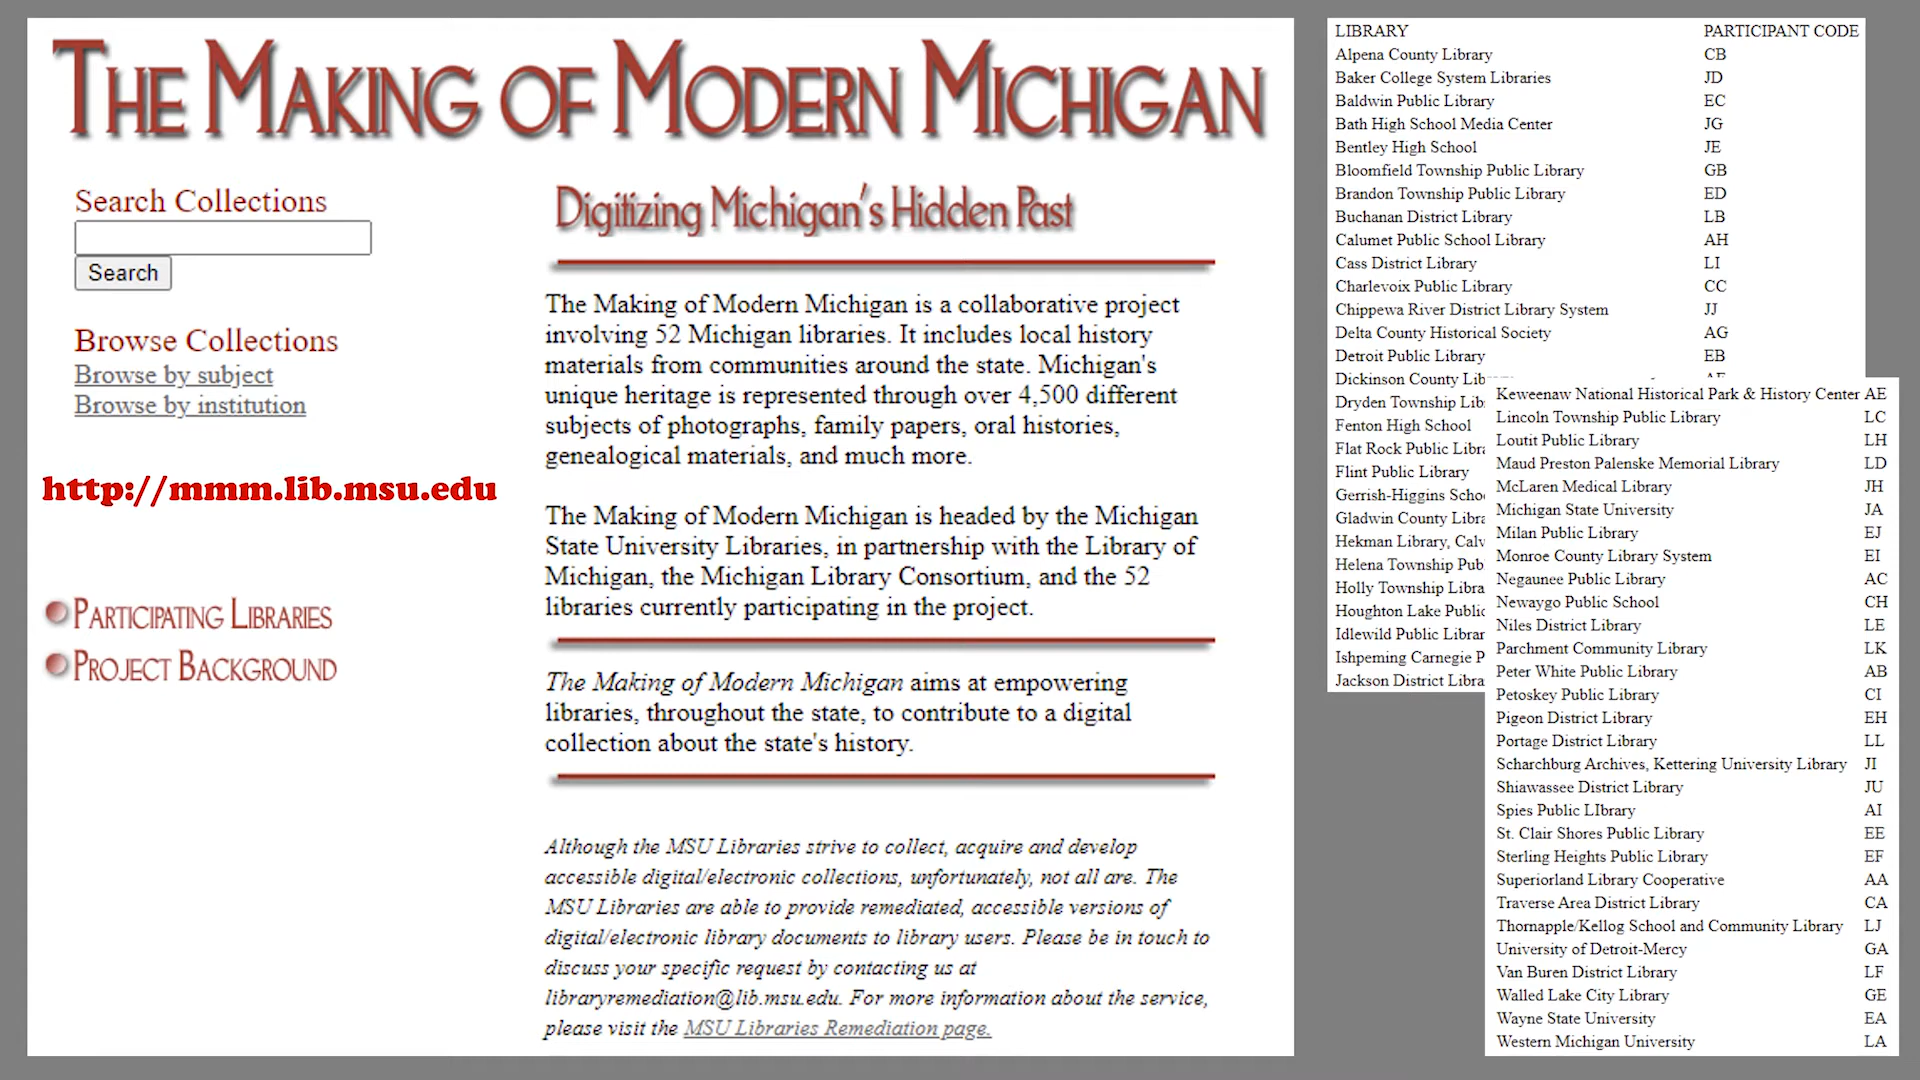 THE MAKING OF MODERN MICHIGAN
Search Collections
Search
Browse Collections
Browse by subject
Browse by institution
http://mmm.lib.msu.edu
PARTICIPATING LIBRARIES
PROJECT BACKGROUND
Digitizing Michigan's Hidden Past
The Making of Modern Michigan is a collaborative project
involving 52 Michigan libraries. It includes local history
materials from communities around the state. Michigan's
unique heritage is represented through over 4,500 different
subjects of photographs, family papers, oral histories,
genealogical materials, and much more.
The Making of Modern Michigan is headed by the Michigan
State University Libraries, in partnership with the Library of
Michigan, the Michigan Library Consortium, and the 52
libraries currently participating in the project.
The Making of Modern Michigan aims at empowering
libraries, throughout the state, to contribute to a digital
collection about the state's history.
Although the MSU Libraries strive to collect, acquire and develop
accessible digital/electronic collections, unfortunately, not all are. The
MSU Libraries are able to provide remediated, accessible versions of
digital/electronic library documents to library users. Please be in touch to
discuss your specific request by contacting us at
libraryremediation@lib.msu.edu. For more information about the service,
please visit the MSU Libraries Remediation page.
LIBRARY PARTICIPANT CODE
Alpena County Library CB
Baker College System Libraries JD
Baldwin Public Library EC
Bath High School Media Center JG
Bentley High School JE
Bloomfield Township Public Library GB
Brandon Township Public Library ED
Buchanan District Library LB
Calumet Public School Library AH
Cass District Library LI
Charlevoix Public Library CC
Chippewa River District Library System JJ
Delta County Historical Society AG
Detroit Public Library EB
Dickinson County
Dryden Township
Fenton High School
Flat Rock Public
Flint Public Library
Gerrish-Higgins
Gladwin County
Hekman Library,
Helena Township
Holly Township
Houghton Lake Public
Idlewild Public
Ishpeming Carnegie
Jackson District
Keweenaw National Historical Park & History Center AE
Lincoln Township Public Library LC
Loutit Public Library LH
Maud Preston Palenske Memorial Library LD
McLaren Medical Library JH
Michigan State University JA
Milan Public Library EJ
Monroe County Library System EI
Negaunee Public Library AC
Newaygo Public School CH
Niles District Library LE
Parchment Community Library LK
Peter White Public Library AB
Petoskey Public Library CI
Pigeon District Library EH
Portage District Library LL
Scharchburg Archives, Kettering University Library JI
Shiawassee District Library JU
Spies Public LIbrary AI
St. Clair Shores Public Library EE
Sterling Heights Public Library EF
Superiorland Library Cooperative AA
Traverse Area District Library CA
Thornapple/Kellog School and Community Library LJ
University of Detroit-Mercy GA
Van Buren District Library LF
Walled Lake City Library GE
Wayne State University EA
Western Michigan University LA